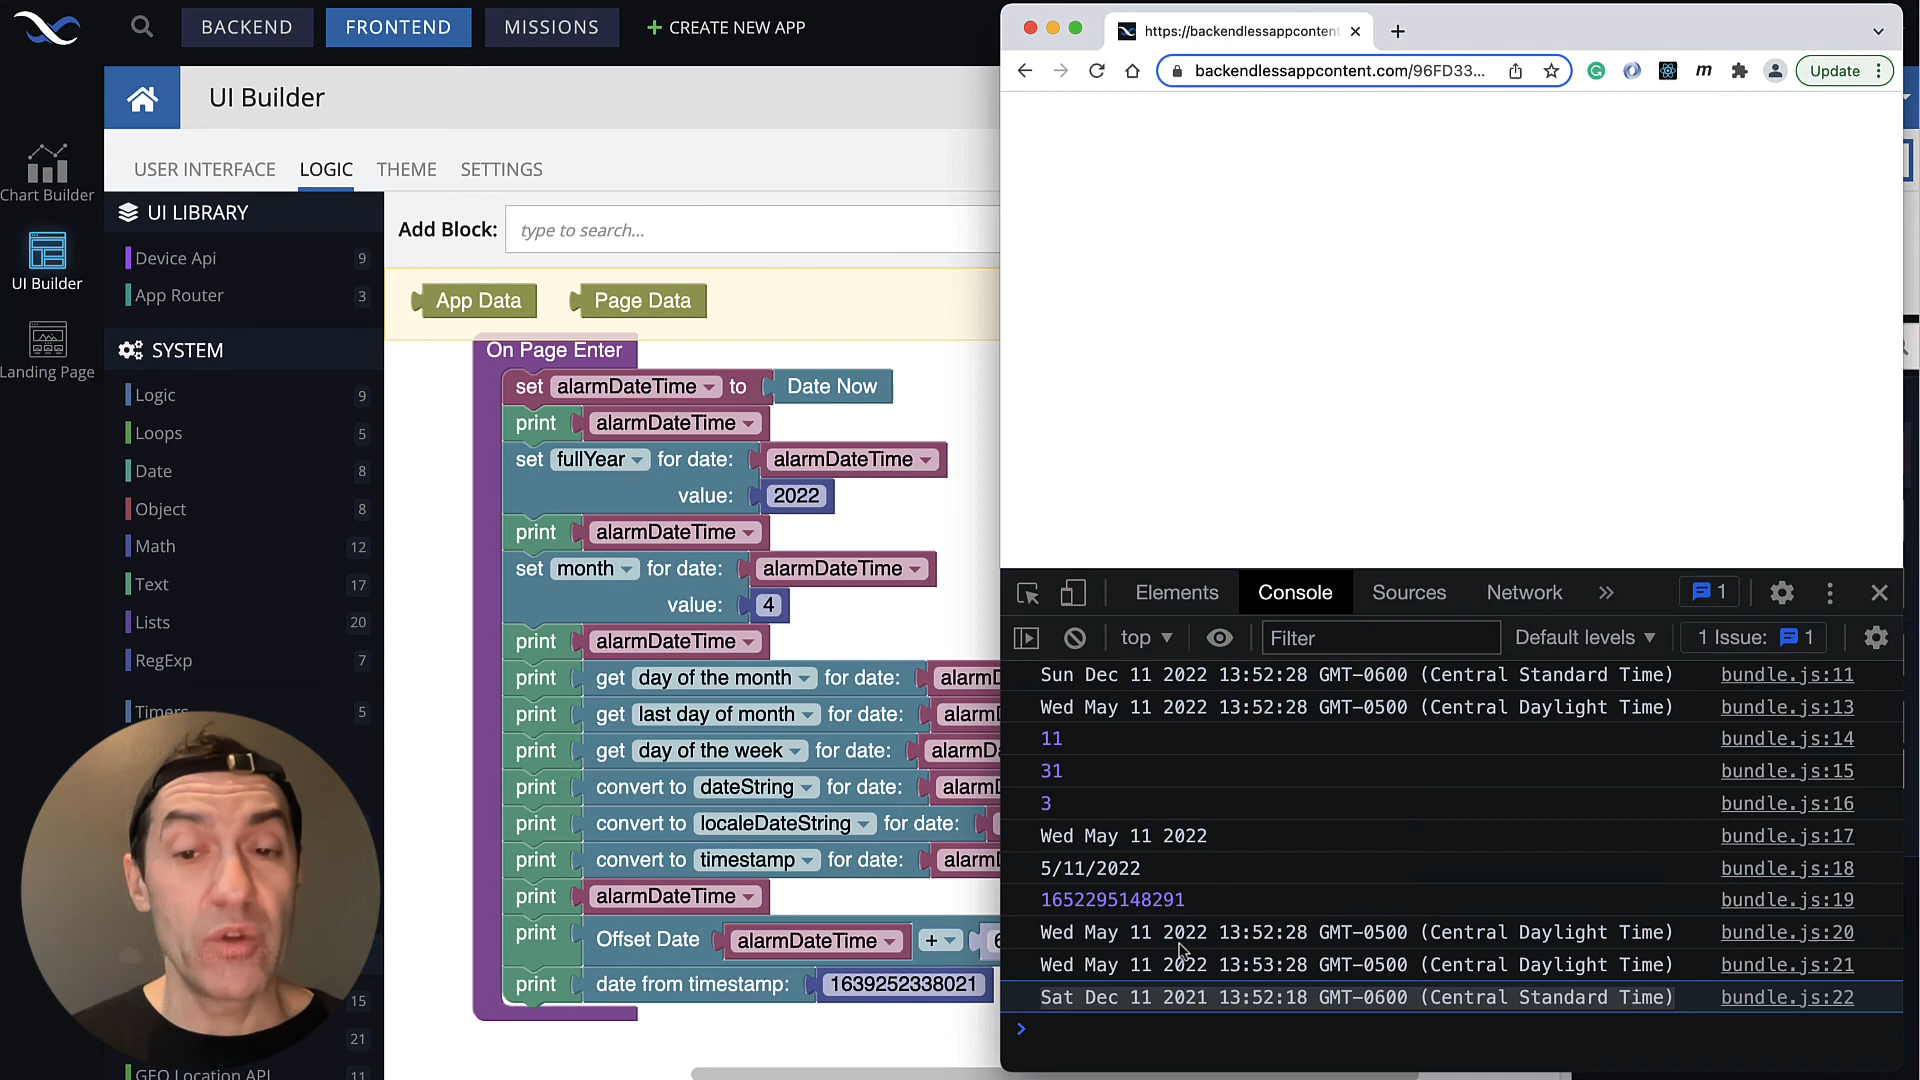 BACKEND
FRONTEND
MISSIONS
+ CREATE NEW APP
UI Builder
USER INTERFACE
LOGIC
THEME
SETTINGS
Chart Builder
UI Builder
Landing Page
UI LIBRARY
Device Api 9
App Router 3
SYSTEM
Logic 9
Loops 5
Date 8
Object 8
Math 12
Text 17
Lists 20
RegExp 7
Timers 5
15
21
GEO Location API 11
Add Block: type to search...
App Data
Page Data
On Page Enter
set alarmDateTime to Date Now
print alarmDateTime
set fullYear for date: alarmDateTime
value: 2022
print alarmDateTime
set month for date: alarmDateTime
value: 4
print alarmDateTime
print get day of the month for date: alarmD
print get last day of month for date: alarmD
print get day of the week for date: alarmDa
print convert to dateString for date: alarmD
print convert to localeDateString for date:
print convert to timestamp for date: alarmD
print alarmDateTime
print Offset Date alarmDateTime + 6
print date from timestamp: 1639252338021
https://backendlessappconten
backendlessappcontent.com/96FD33...
m
Update
Elements
Console
Sources
Network
» 1
top
Filter
Default levels
1 Issue: 1
Sun Dec 11 2022 13:52:28 GMT-0600 (Central Standard Time) bundle.js:11
Wed May 11 2022 13:52:28 GMT-0500 (Central Daylight Time) bundle.js:13
11 bundle.js:14
31 bundle.js:15
3 bundle.js:16
Wed May 11 2022 bundle.js:17
5/11/2022 bundle.js:18
1652295148291 bundle.js:19
Wed May 11 2022 13:52:28 GMT-0500 (Central Daylight Time) bundle.js:20
Wed May 11 2022 13:53:28 GMT-0500 (Central Daylight Time) bundle.js:21
Sat Dec 11 2021 13:52:18 GMT-0600 (Central Standard Time) bundle.js:22
>